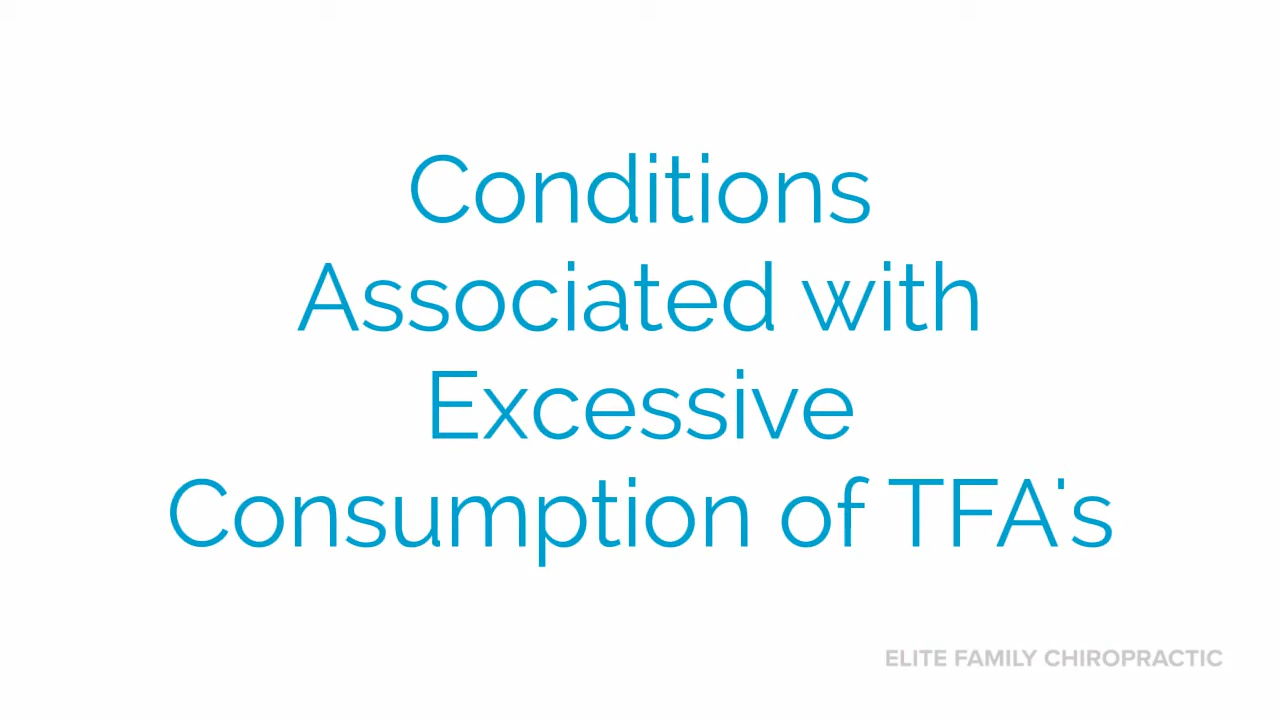 Conditions
Associated with
Excessive
Consumption of TFA's
ELITE FAMILY CHIROPRACTIC